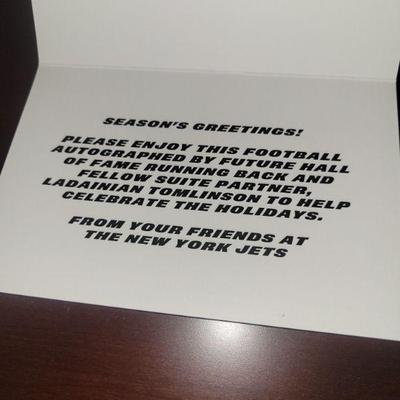 SEASON'S GREETINGS!
PLEASE ENJOY THIS FOOTBALL
AUTOGRAPHED BY FUTURE HALL
OF FAME RUNNING BACK AND
FELLOW SUITE PARTNER,
LADAINIAN TOMLINSON TO HELP
CELEBRATE THE HOLIDAYS.
FROM YOUR FRIENDS AT
THE NEW YORK JETS